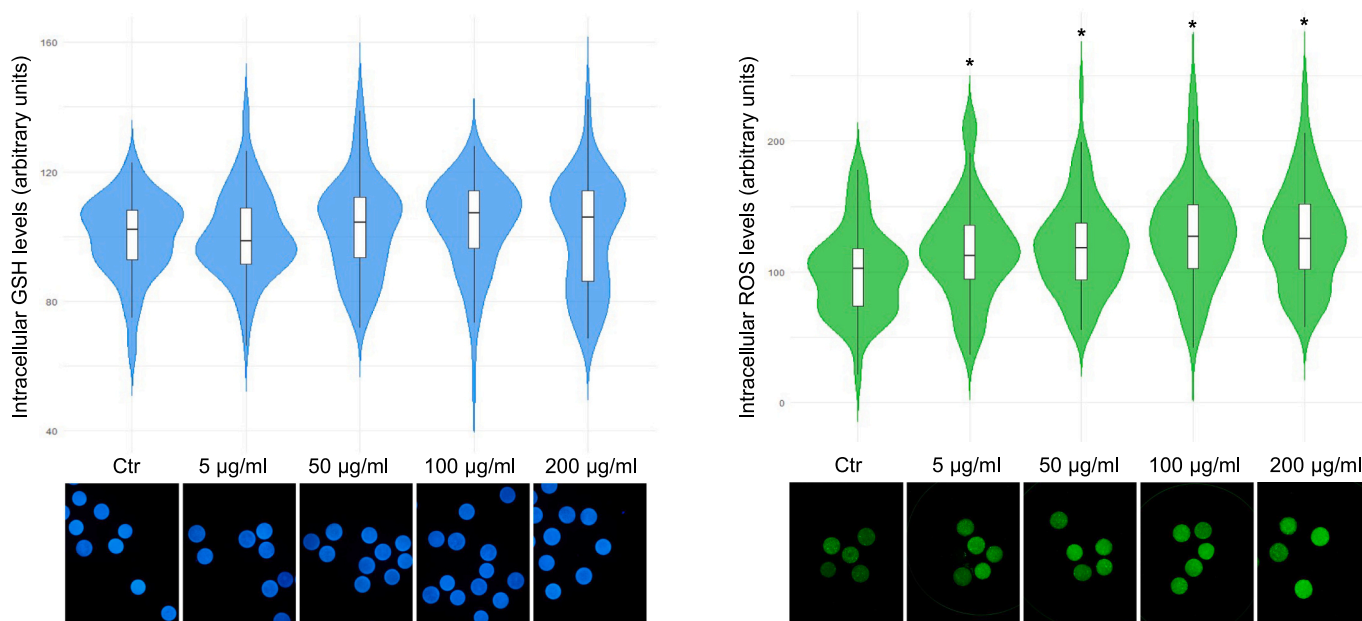 Intracellular GSH levels (arbitrary units)
160
120
80
40
Ctr 5 µg/ml 50 µg/ml 100 µg/ml 200 µg/ml
Intracellular ROS levels (arbitrary units)
* * * *
200
100
0
Ctr 5 µg/ml 50 µg/ml 100 µg/ml 200 µg/ml